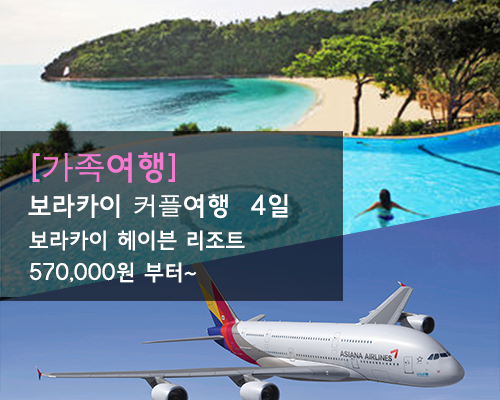 [가족여행]
보라카이 커플여행 4일
보라카이 헤이븐 리조트
570,000원 부터~
ASIANA AIRLINES